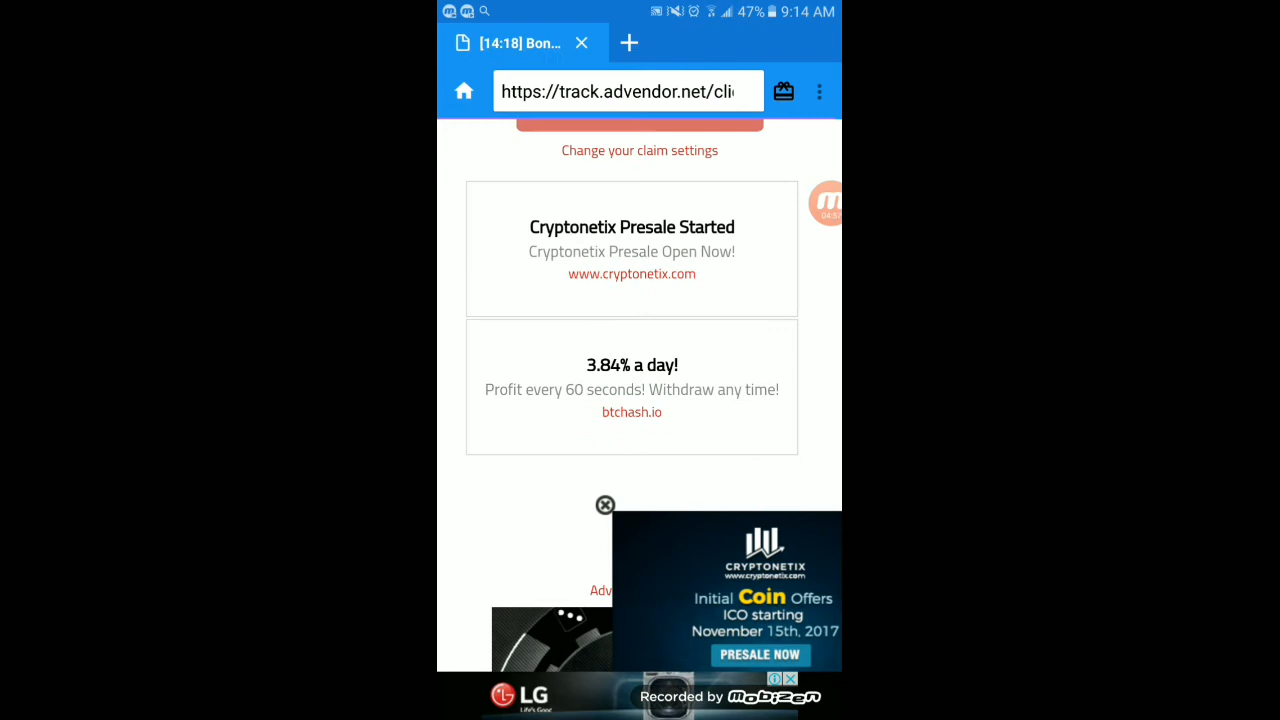 47% 9:14 AM
[14:18] Bon...
https://track.advendor.net/cli
Change your claim settings
04:57
Cryptonetix Presale Started
Cryptonetix Presale Open Now!
www.cryptonetix.com
3.84% a day!
Profit every 60 seconds! Withdraw any time!
btchash.io
CRYPTONETIX
www.cryptonetix.com
Initial Coin Offers
ICO starting
November 15th, 2017
PRESALE NOW
Adv
LG
Life's Good
Recorded by mobizen